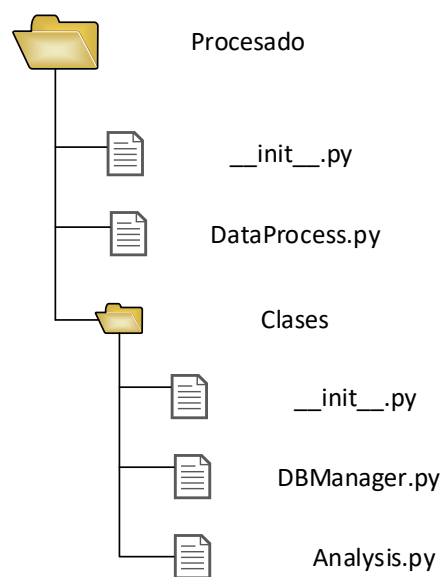 Procesado
__init__.py
DataProcess.py
Clases
__init__.py
DBManager.py
Analysis.py